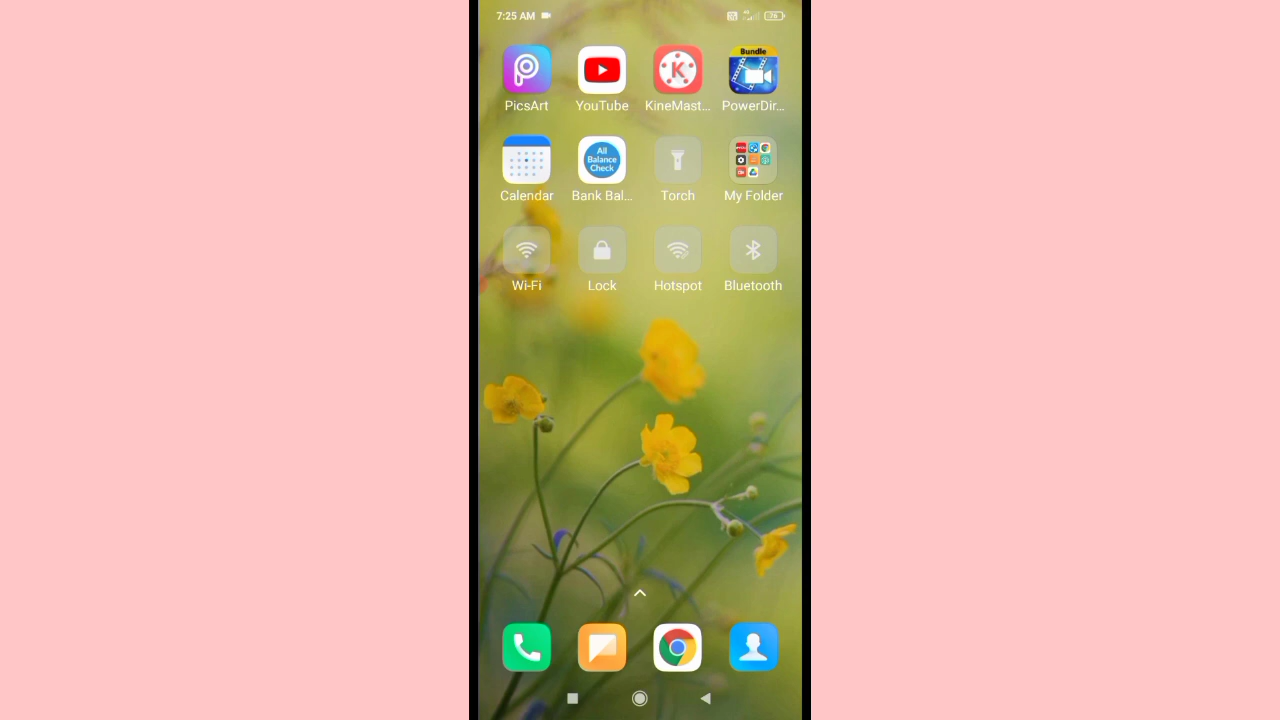 7:25 AM
76
Bundle
PicsArt
YouTube
KineMast...
PowerDir...
All
Balance
Check
Calendar
Bank Bal...
Torch
My Folder
Wi-Fi
Lock
Hotspot
Bluetooth